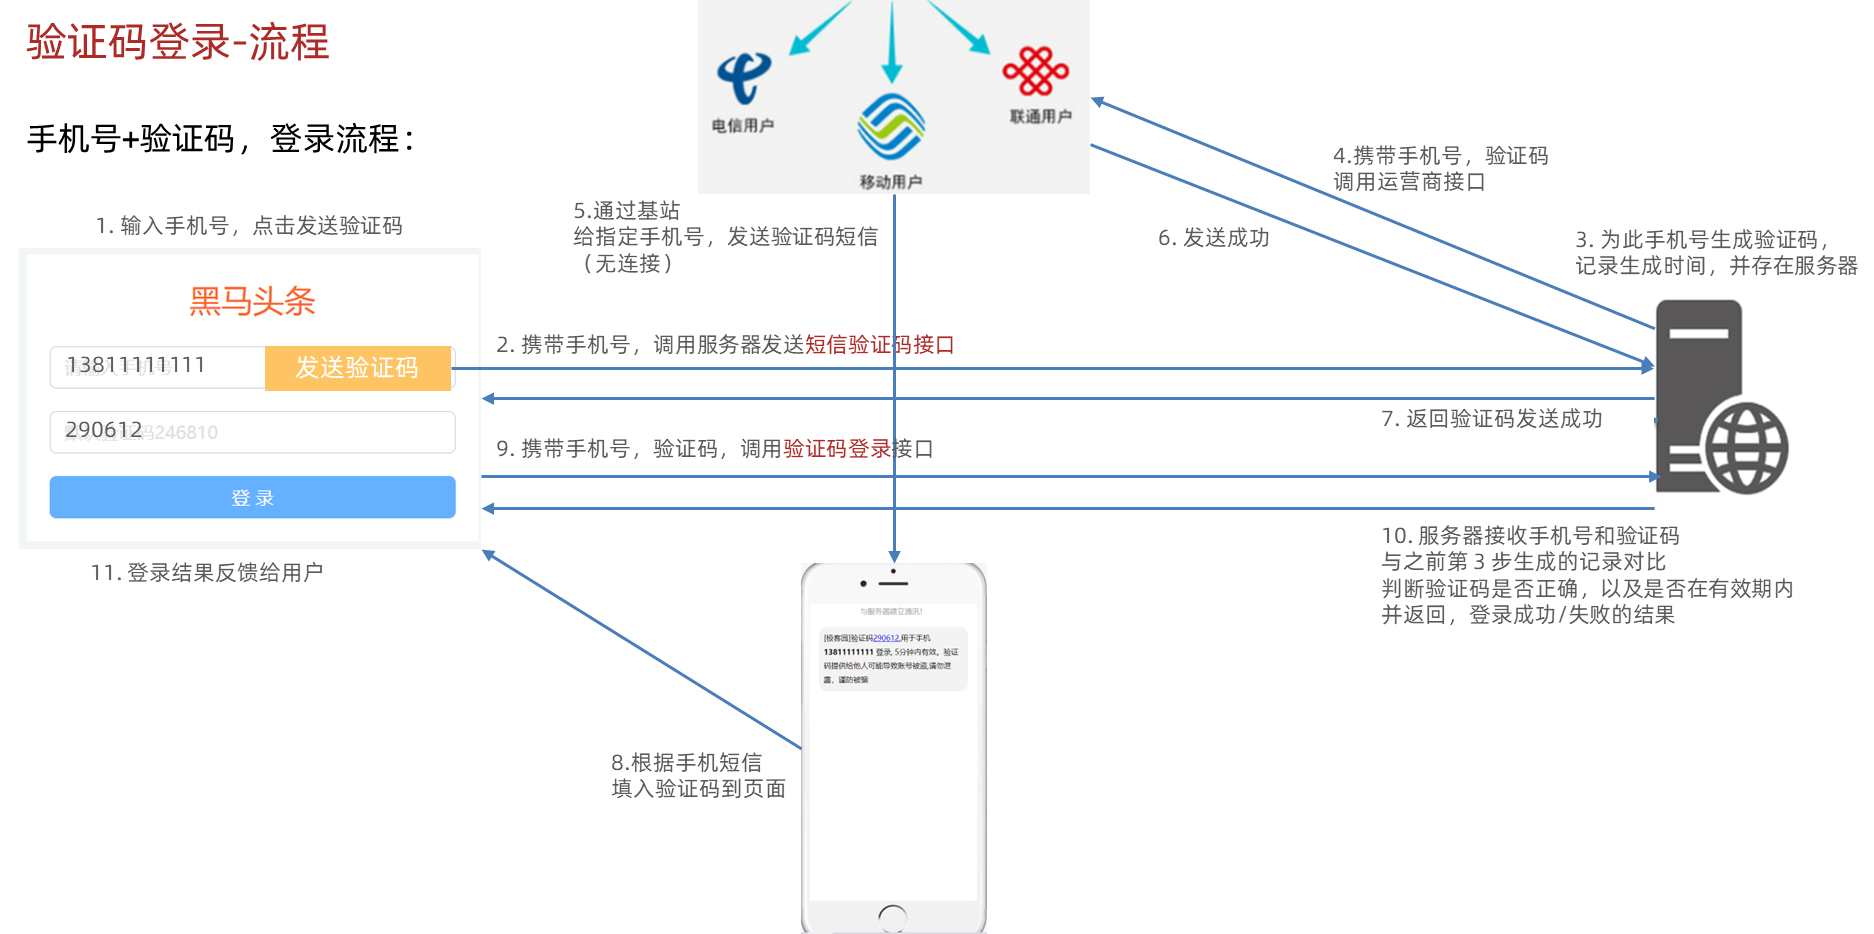 验证码登录-流程
手机号+验证码，登录流程：
电信用户
移动用户
联通用户
1. 输入手机号，点击发送验证码
黑马头条
13811111111
发送验证码
290612
默认验证码246810
登 录
2. 携带手机号，调用服务器发送短信验证码接口
3. 为此手机号生成验证码，
记录生成时间，并存在服务器
4.携带手机号，验证码
调用运营商接口
5.通过基站
给指定手机号，发送验证码短信
（无连接）
6. 发送成功
7. 返回验证码发送成功
与服务器建立通讯!
[极客园]验证码290612,用于手机
13811111111 登录, 5分钟内有效。验证
码提供给他人可能导致账号被盗,请勿泄
露，谨防被骗
8.根据手机短信
填入验证码到页面
9. 携带手机号，验证码，调用验证码登录接口
10. 服务器接收手机号和验证码
与之前第 3 步生成的记录对比
判断验证码是否正确，以及是否在有效期内
并返回，登录成功/失败的结果
11. 登录结果反馈给用户